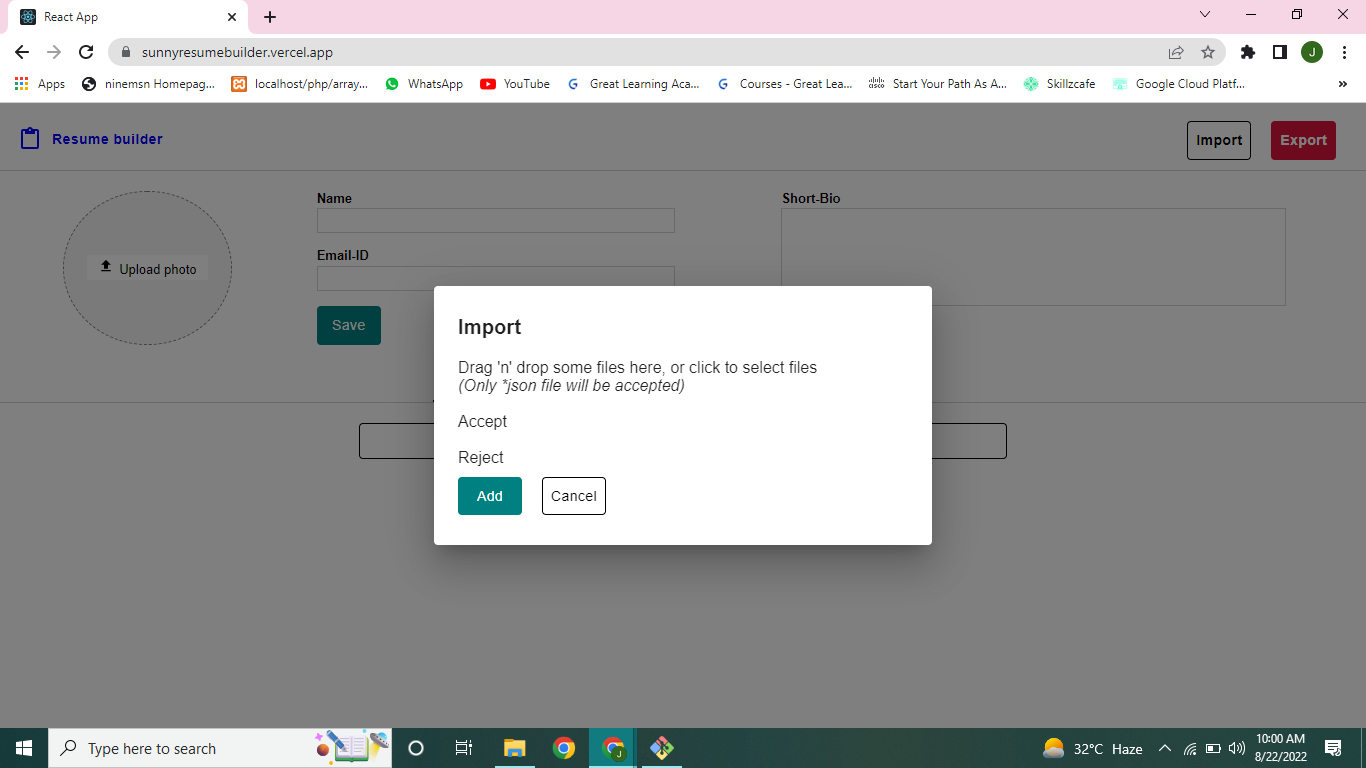 React App
sunnyresumebuilder.vercel.app
J
Apps
ninemsn Homepag...
localhost/php/array...
WhatsApp
YouTube
Great Learning Aca...
Courses - Great Lea...
cisco
Start Your Path As A...
Skillzcafe
Google Cloud Platf...
»
Resume builder
Import
Export
Upload photo
Name
Email-ID
Save
Short-Bio
Import
Drag 'n' drop some files here, or click to select files
(Only *json file will be accepted)
Accept
Reject
Add
Cancel
Type here to search
J
32°C Haze
10:00 AM
8/22/2022